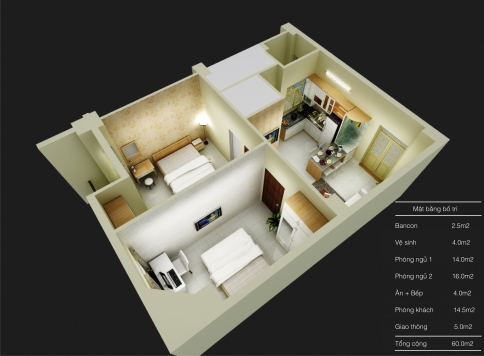 Mặt bằng bố trí
Bancon 2.5m2
Vệ sinh 4.0m2
Phòng ngủ 1 14.0m2
Phòng ngủ 2 16.0m2
Ăn + Bếp 4.0m2
Phòng khách 14.5m2
Giao thông 5.0m2
Tổng công 60.0m2